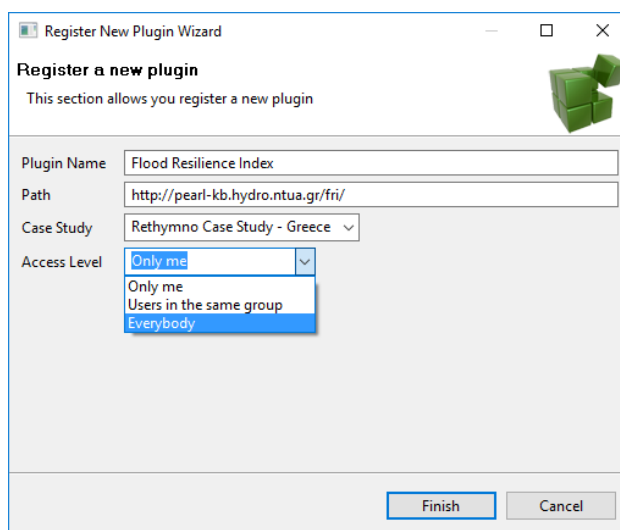 Register New Plugin Wizard
Register a new plugin
This section allows you register a new plugin
Plugin Name Flood Resilience Index
Path http://pearl-kb.hydro.ntua.gr/fri/
Case Study Rethymno Case Study - Greece
Access Level Only me
Only me
Users in the same group
Everybody
Finish Cancel